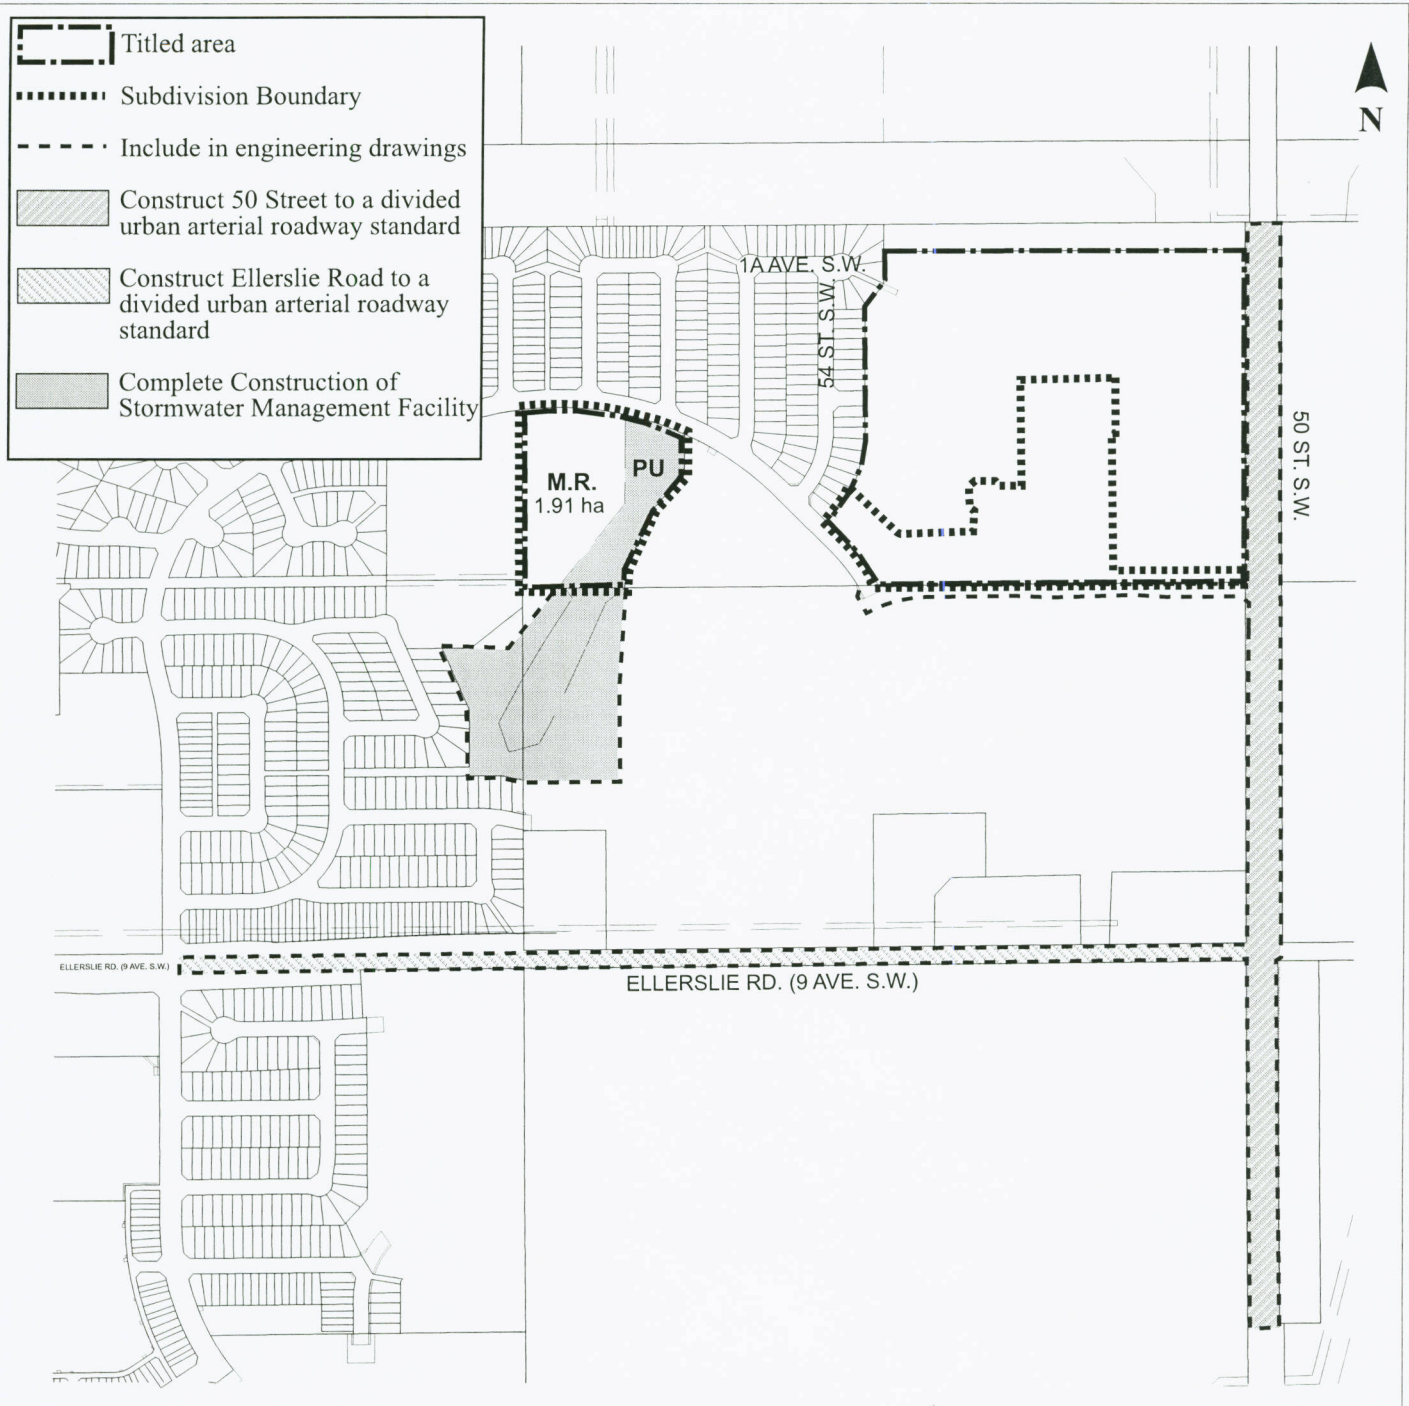 Titled area
Subdivision Boundary
Include in engineering drawings
Construct 50 Street to a divided
urban arterial roadway standard
Construct Ellerslie Road to a
divided urban arterial roadway
standard
Complete Construction of
Stormwater Management Facility
N
1A AVE. S.W.
54 ST. S.W.
50 ST. S.W.
PU
M.R.
1.91 ha
ELLERSLIE RD. (9 AVE. S.W.)
ELLERSLIE RD. (9 AVE. S.W.)